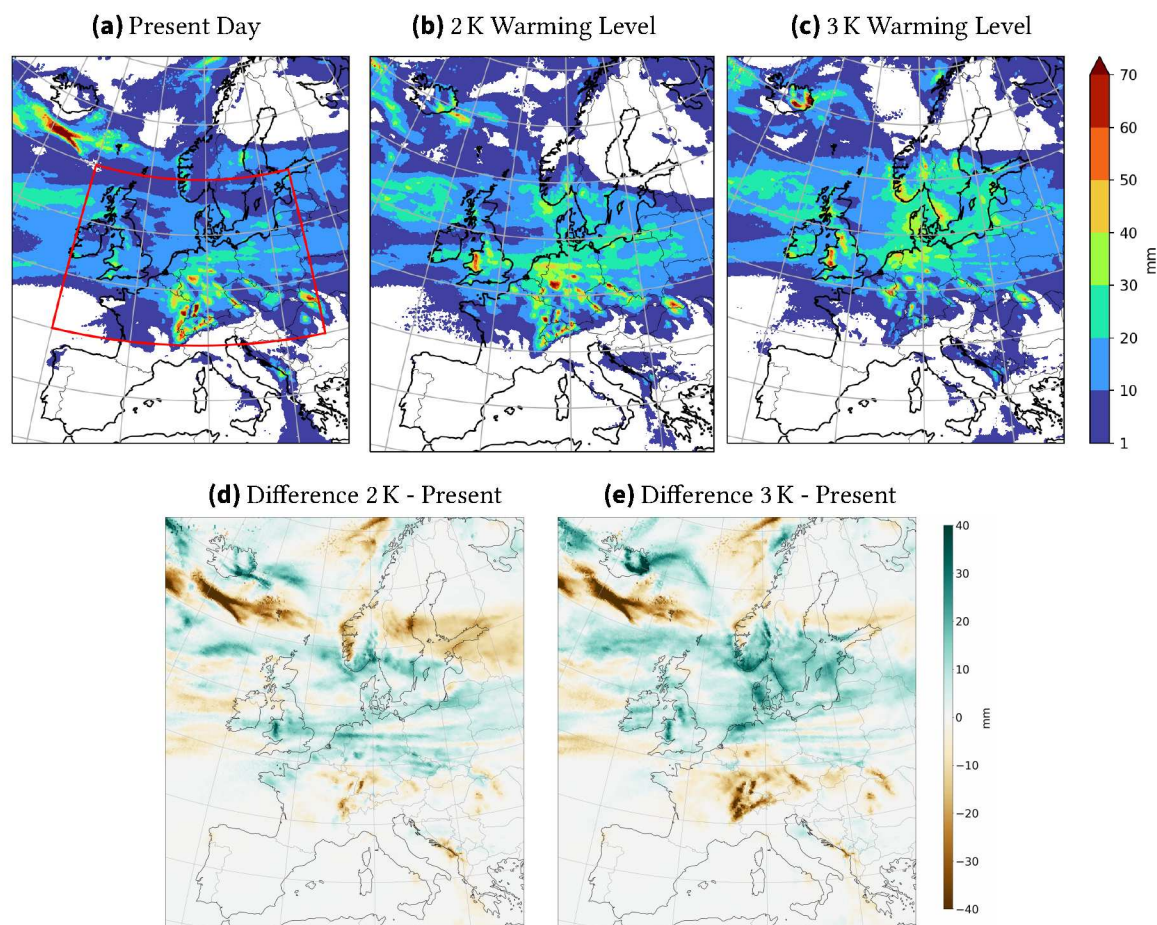 (a) Present Day
(b) 2 K Warming Level
(c) 3 K Warming Level
70
60
50
40
30
20
10
1
mm
(d) Difference 2 K - Present
(e) Difference 3 K - Present
40
30
20
10
0
−10
−20
−30
−40
mm